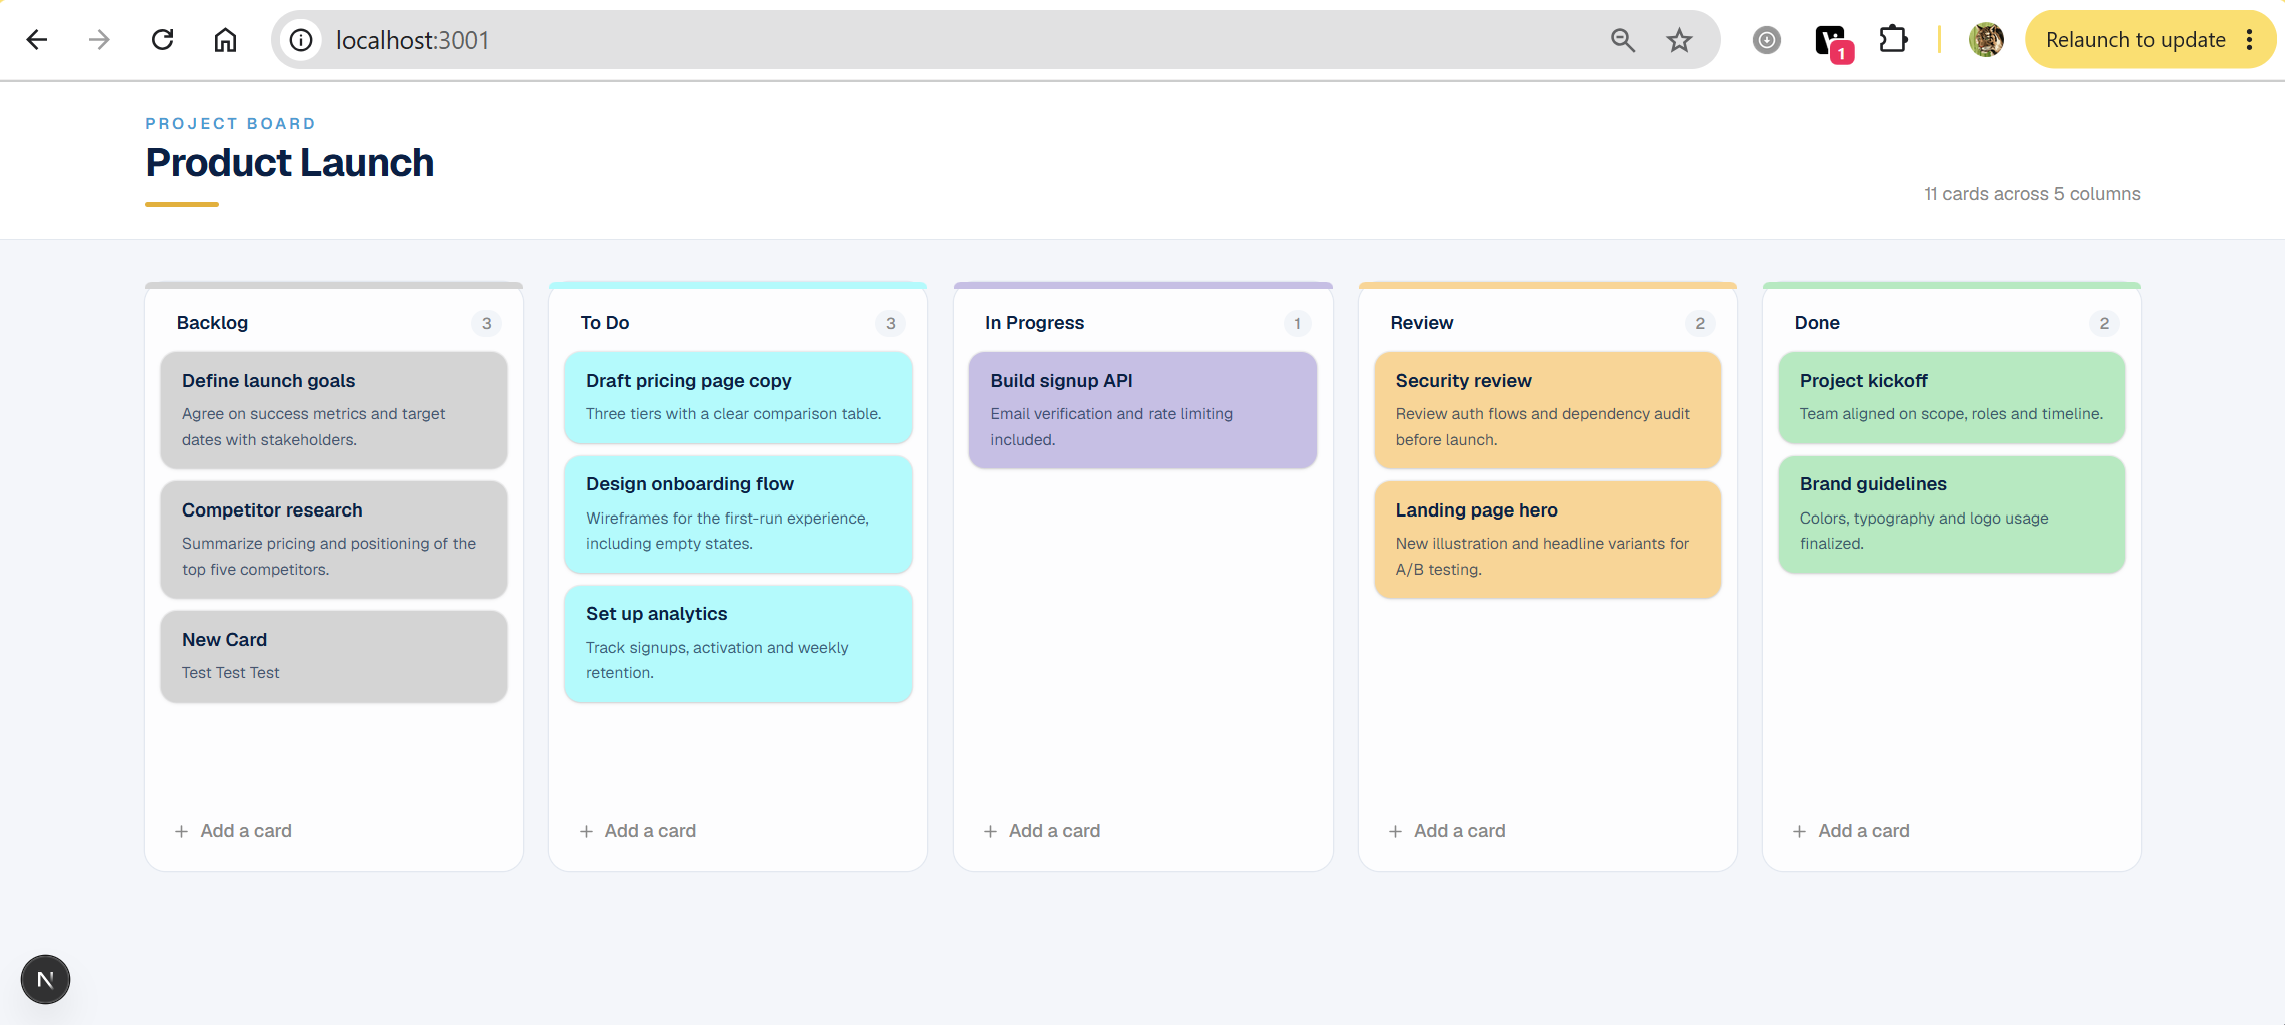 localhost:3001
1
Relaunch to update
PROJECT BOARD
Product Launch
11 cards across 5 columns
Backlog
3
Define launch goals
Agree on success metrics and target
dates with stakeholders.
Competitor research
Summarize pricing and positioning of the
top five competitors.
New Card
Test Test Test
+ Add a card
To Do
3
Draft pricing page copy
Three tiers with a clear comparison table.
Design onboarding flow
Wireframes for the first-run experience,
including empty states.
Set up analytics
Track signups, activation and weekly
retention.
+ Add a card
In Progress
1
Build signup API
Email verification and rate limiting
included.
+ Add a card
Review
2
Security review
Review auth flows and dependency audit
before launch.
Landing page hero
New illustration and headline variants for
A/B testing.
+ Add a card
Done
2
Project kickoff
Team aligned on scope, roles and timeline.
Brand guidelines
Colors, typography and logo usage
finalized.
+ Add a card
N